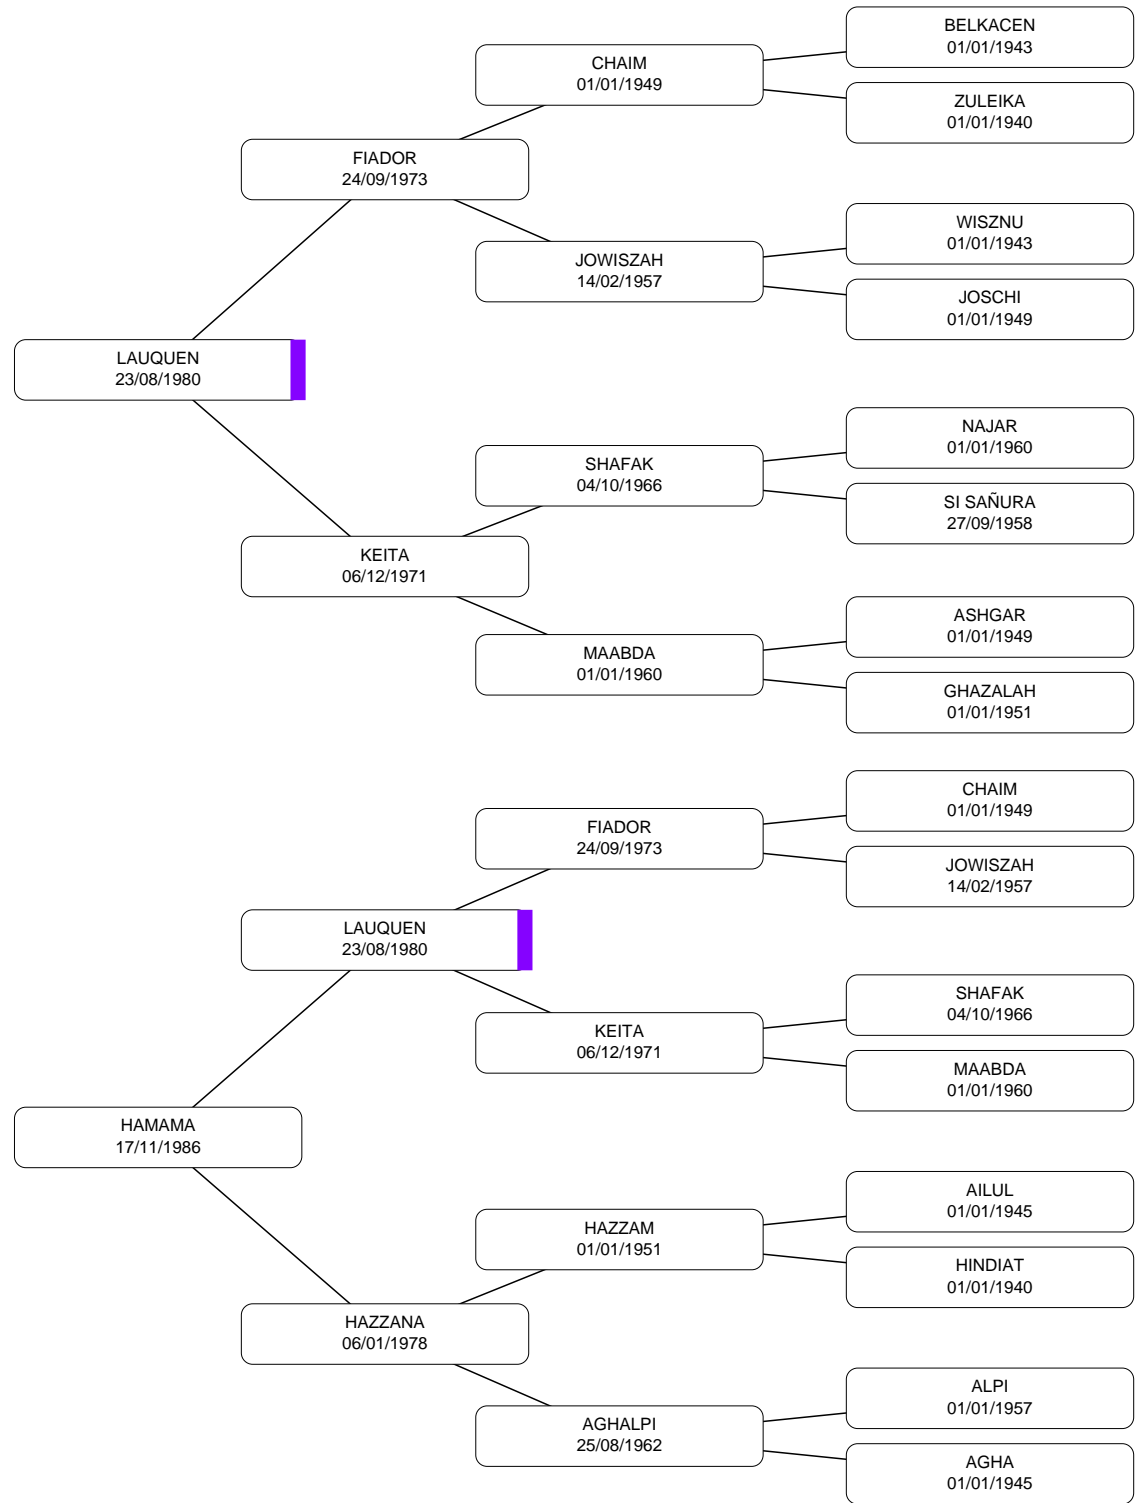 BELKACEN
01/01/1943
CHAIM
01/01/1949
ZULEIKA
01/01/1940
FIADOR
24/09/1973
WISZNU
01/01/1943
JOWISZAH
14/02/1957
JOSCHI
01/01/1949
LAUQUEN
23/08/1980
NAJAR
01/01/1960
SHAFAK
04/10/1966
SI SAÑURA
27/09/1958
KEITA
06/12/1971
ASHGAR
01/01/1949
MAABDA
01/01/1960
GHAZALAH
01/01/1951
CHAIM
01/01/1949
FIADOR
24/09/1973
JOWISZAH
14/02/1957
LAUQUEN
23/08/1980
SHAFAK
04/10/1966
KEITA
06/12/1971
MAABDA
01/01/1960
HAMAMA
17/11/1986
AILUL
01/01/1945
HAZZAM
01/01/1951
HINDIAT
01/01/1940
HAZZANA
06/01/1978
ALPI
01/01/1957
AGHALPI
25/08/1962
AGHA
01/01/1945